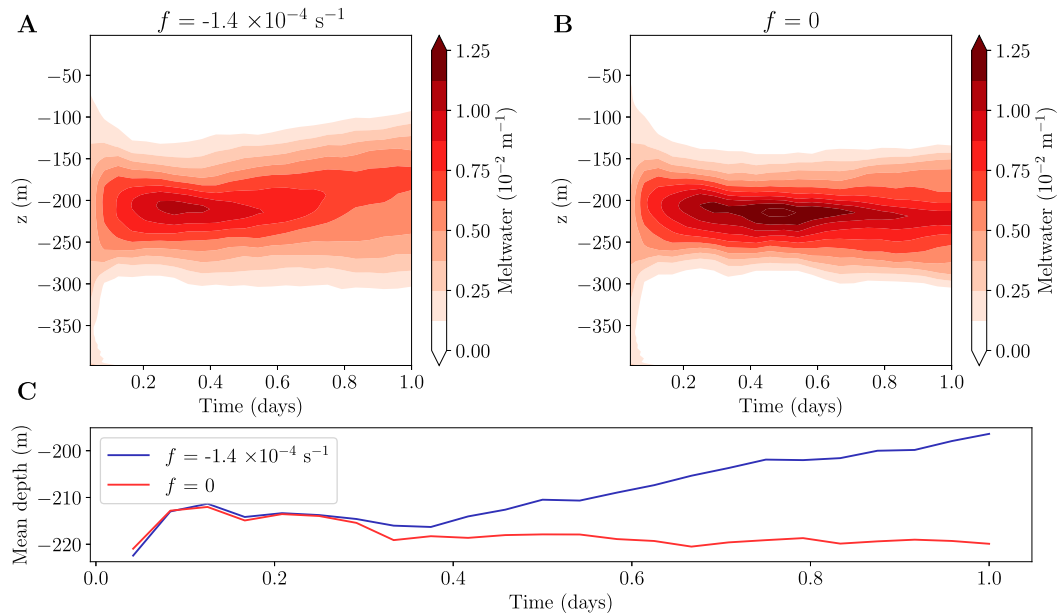 A
f = -1.4 ×10⁻⁴ s⁻¹
z (m)
−50
−100
−150
−200
−250
−300
−350
0.2 0.4 0.6 0.8 1.0
Time (days)
1.25
1.00
0.75
0.50
0.25
0.00
Meltwater (10⁻² m⁻¹)
B
f = 0
z (m)
−50
−100
−150
−200
−250
−300
−350
0.2 0.4 0.6 0.8 1.0
Time (days)
1.25
1.00
0.75
0.50
0.25
0.00
Meltwater (10⁻² m⁻¹)
C
Mean depth (m)
−200
−210
−220
f = -1.4 ×10⁻⁴ s⁻¹
f = 0
0.0 0.2 0.4 0.6 0.8 1.0
Time (days)